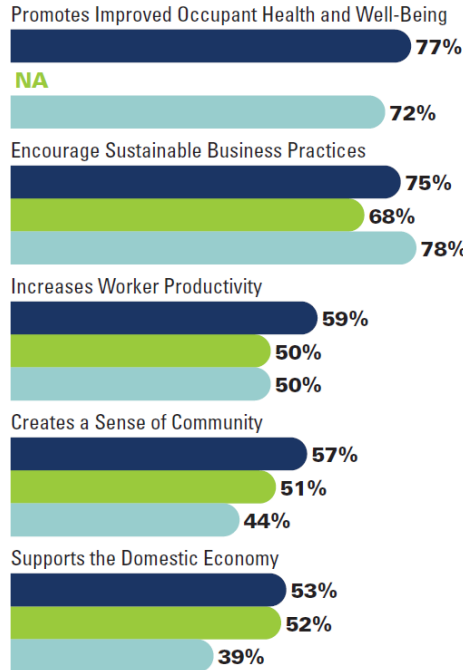 Promotes Improved Occupant Health and Well-Being
77%
NA
72%
Encourage Sustainable Business Practices
75%
68%
78%
Increases Worker Productivity
59%
50%
50%
Creates a Sense of Community
57%
51%
44%
Supports the Domestic Economy
53%
52%
39%